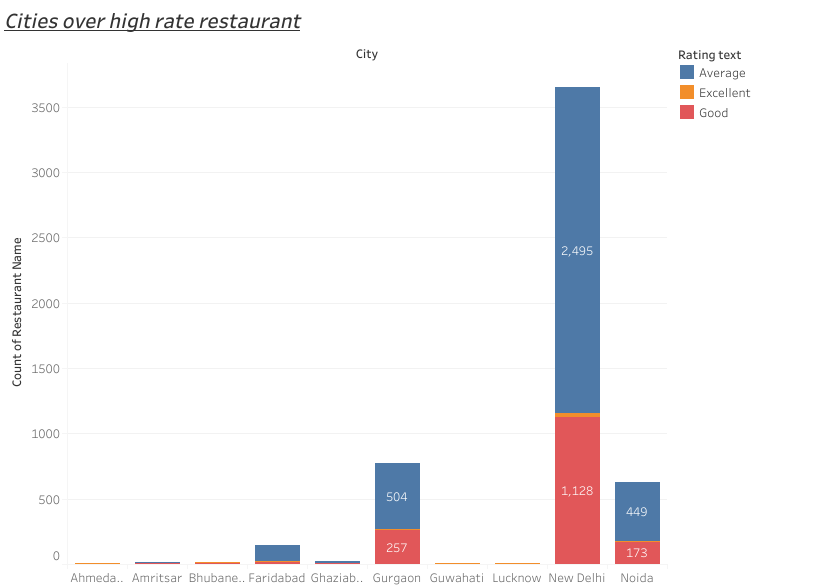 Cities over high rate restaurant
City
Rating text
Average
Excellent
Good
Count of Restaurant Name
3500
3000
2500
2000
1500
1000
500
0
2,495
1,128
504
257
449
173
Ahmeda.. Amritsar Bhubane.. Faridabad Ghaziab.. Gurgaon Guwahati Lucknow New Delhi Noida